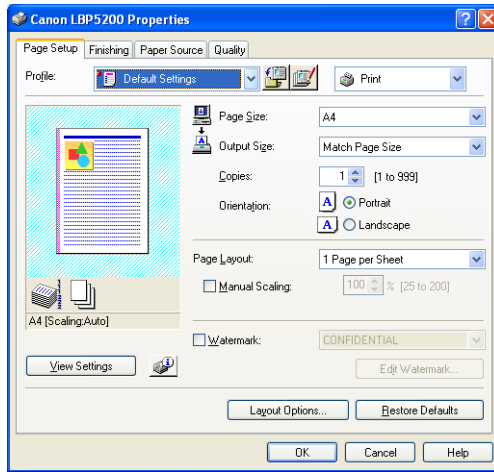 Canon LBP5200 Properties
Page Setup Finishing Paper Source Quality
Profile: Default Settings Print
Page Size: A4
Output Size: Match Page Size
Copies: 1 [1 to 999]
Orientation: A Portrait
A Landscape
Page Layout: 1 Page per Sheet
Manual Scaling: 100 % [25 to 200]
A4 [Scaling:Auto]
Watermark: CONFIDENTIAL
View Settings Edit Watermark...
Layout Options... Restore Defaults
OK Cancel Help